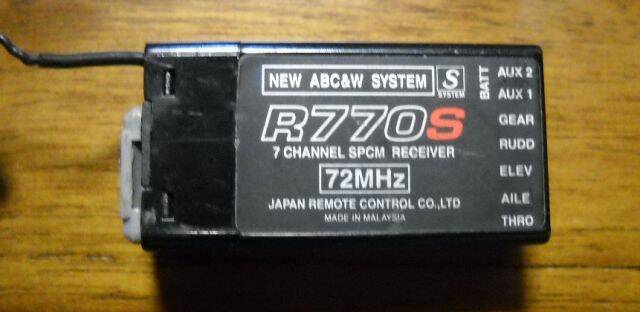 NEW ABC&W SYSTEM
S
SYSTEM
R770S
7 CHANNEL SPCM RECEIVER
72MHz
JAPAN REMOTE CONTROL CO.,LTD
MADE IN MALAYSIA
BATT
AUX 2
AUX 1
GEAR
RUDD
ELEV
AILE
THRO